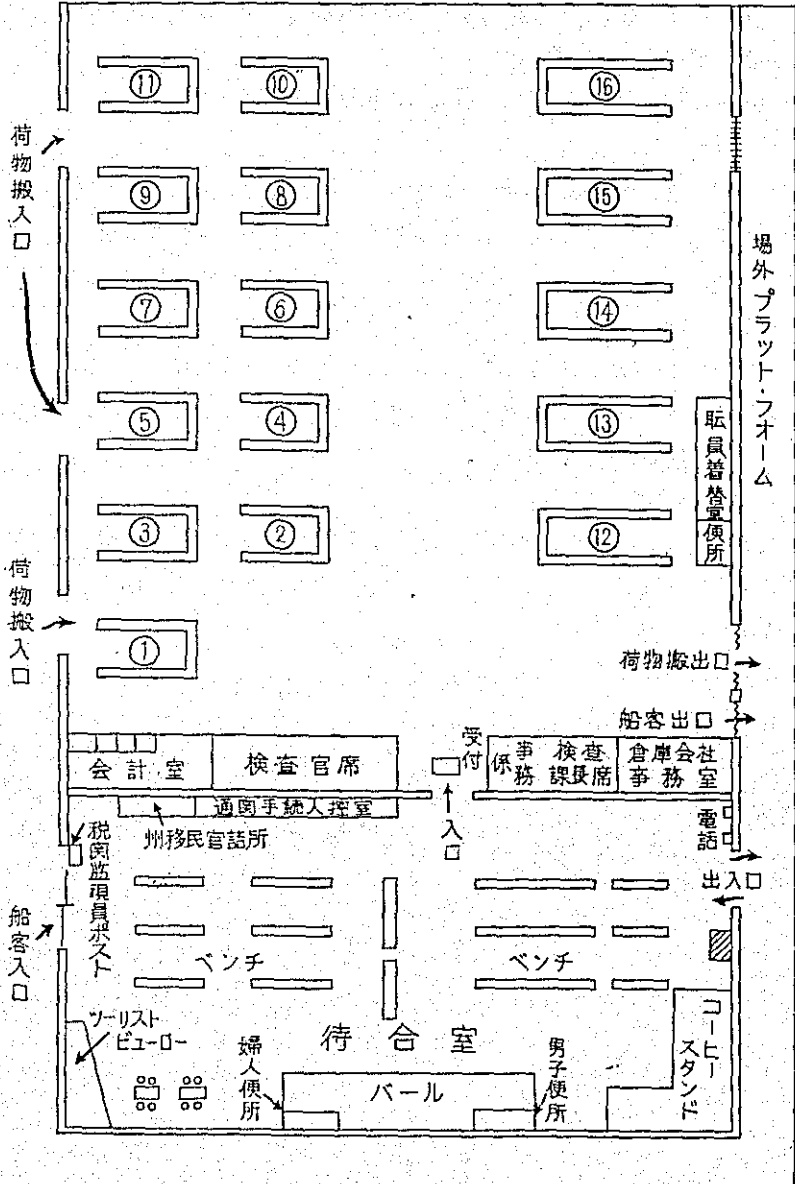 ⑪ ⑩ ⑯
荷物搬入口
⑨ ⑧ ⑮
場外プラット・フォーム
⑦ ⑥ ⑭
⑤ ④ ⑬
職員着替室
便所
③ ② ⑫
荷物搬入口
①
荷物搬出口
船客出口
会計室
検査官席
受付
事務係
検査課長席
倉庫会社事務室
通関手続人控室
州移民官詰所
入口
電話
税関監視員ポスト
出入口
船客入口
ベンチ
ベンチ
ツーリスト
ビューロー
待合室
コーヒー
スタンド
婦人便所
バール
男子便所